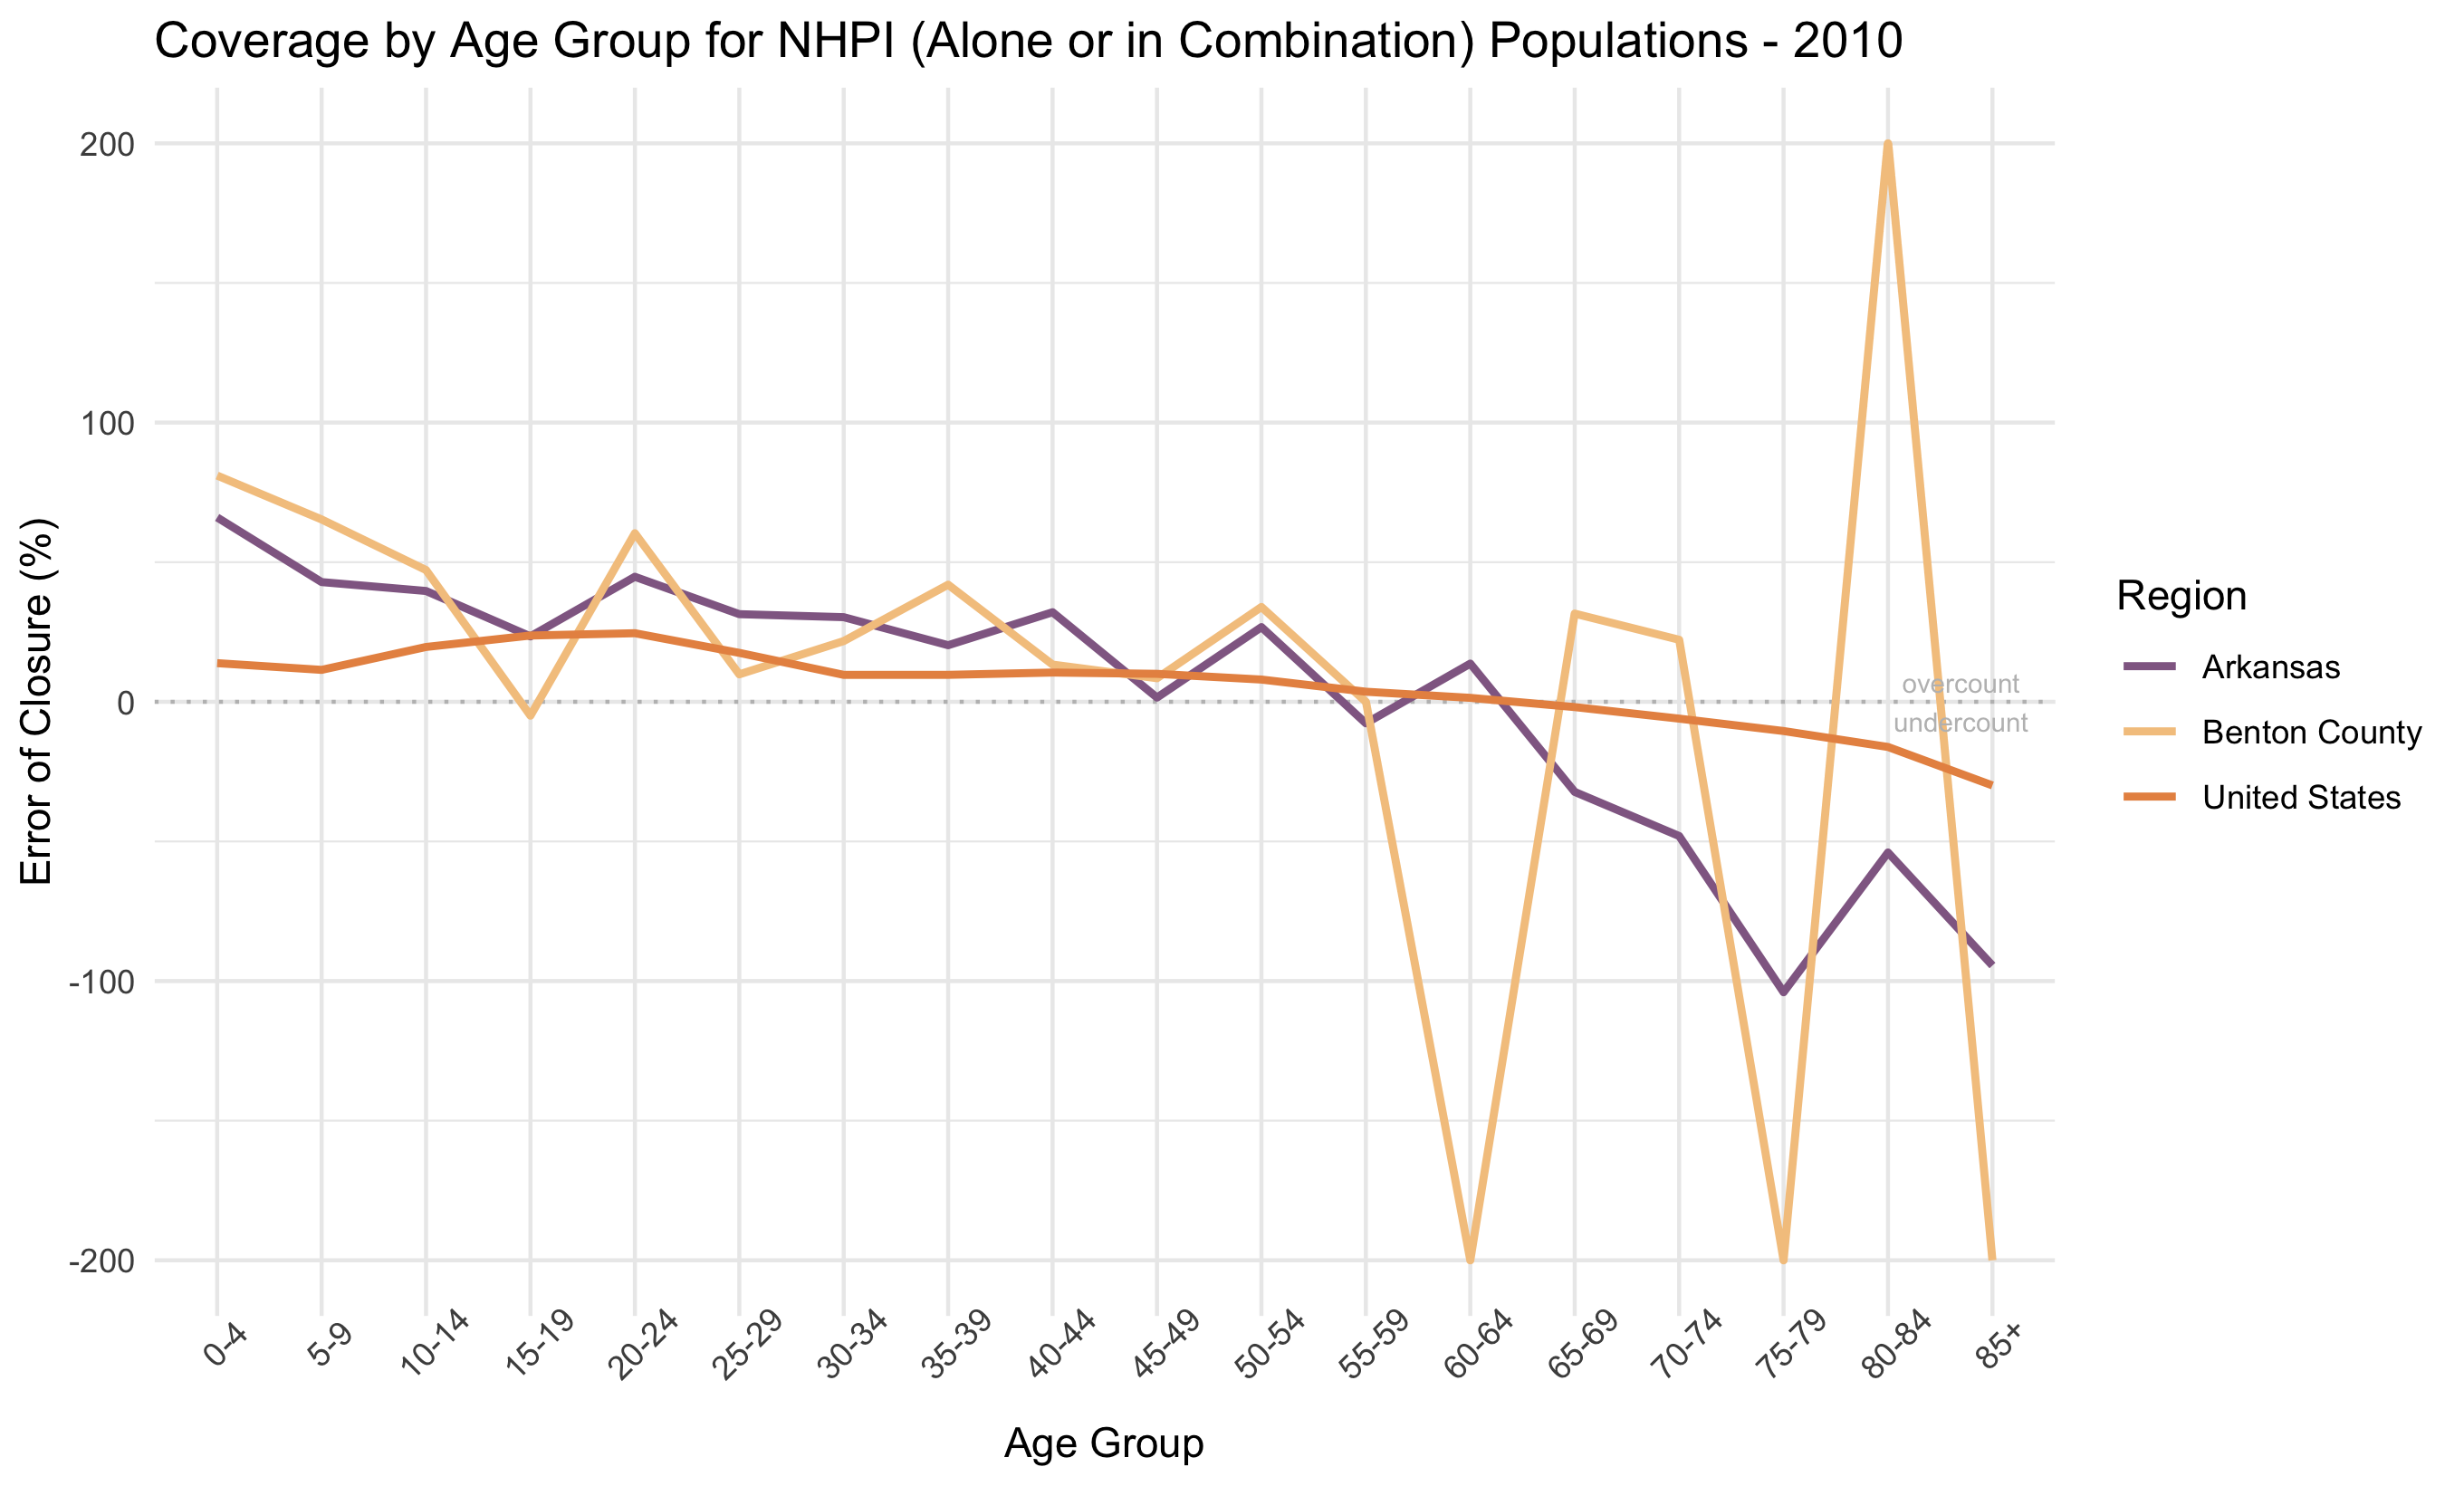 Coverage by Age Group for NHPI (Alone or in Combination) Populations - 2010
Error of Closure (%)
200
100
0
-100
-200
overcount
undercount
0-4
5-9
10-14
15-19
20-24
25-29
30-34
35-39
40-44
45-49
50-54
55-59
60-64
65-69
70-74
75-79
80-84
85+
Age Group
Region
Arkansas
Benton County
United States